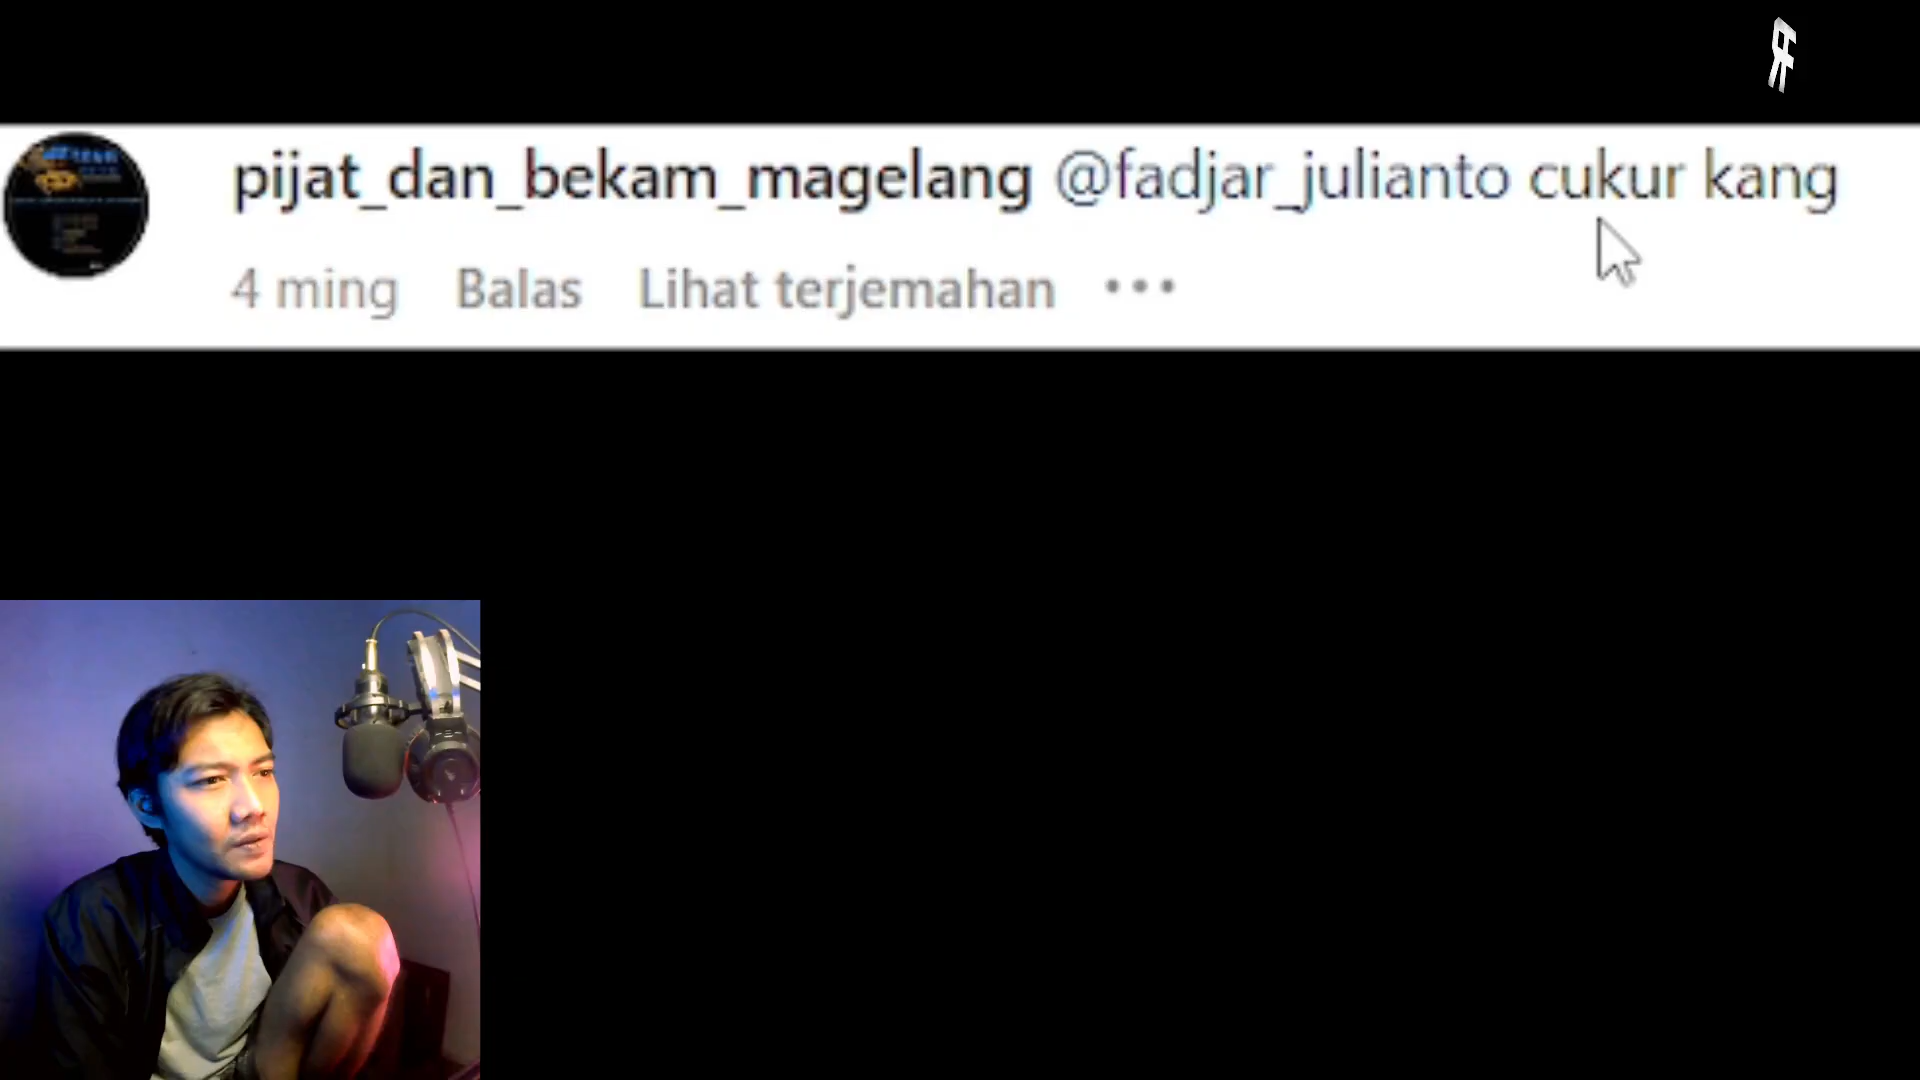 pijat_dan_bekam_magelang @fadjar_julianto cukur kang
4 ming Balas Lihat terjemahan •••